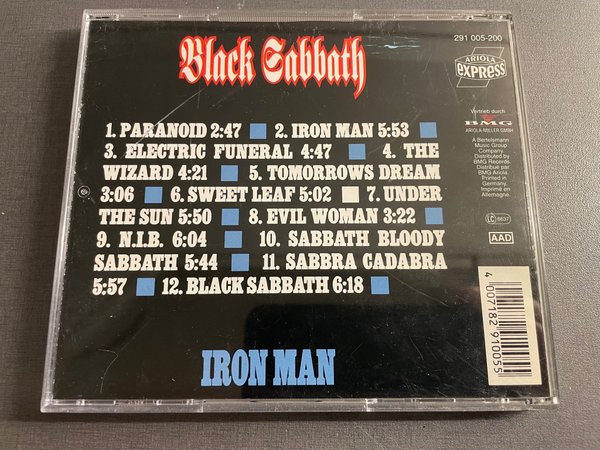 Black Sabbath
291 005-200
ARIOLA
express
1. PARANOID 2:47 2. IRON MAN 5:53
3. ELECTRIC FUNERAL 4:47 4. THE
WIZARD 4:21 5. TOMORROWS DREAM
3:06 6. SWEET LEAF 5:02 7. UNDER
THE SUN 5:50 8. EVIL WOMAN 3:22
9. N.I.B. 6:04 10. SABBATH BLOODY
SABBATH 5:44 11. SABBRA CADABRA
5:57 12. BLACK SABBATH 6:18
IRON MAN
Vertrieb durch
BMG
ARIOLA-MILLER GMBH
A Bertelsmann
Music Group
Company.
Distributed by
BMG Records.
Distribué par
BMG Ariola.
Printed in
Germany.
Imprimé en
Allemagne.
LC 8637
AAD
4 007182 910055